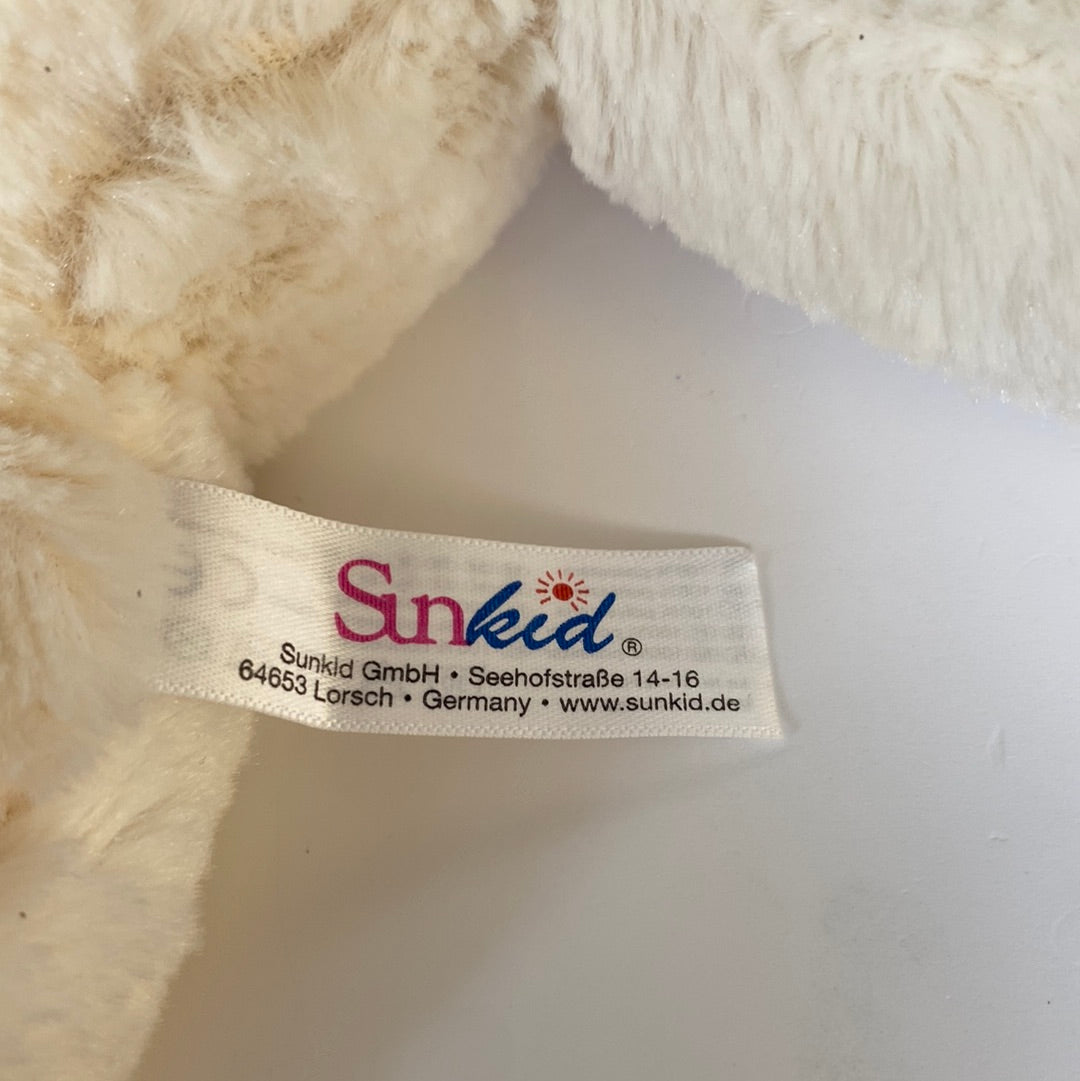 Sunkid ®
Sunkid GmbH • Seehofstraße 14-16
64653 Lorsch • Germany • www.sunkid.de